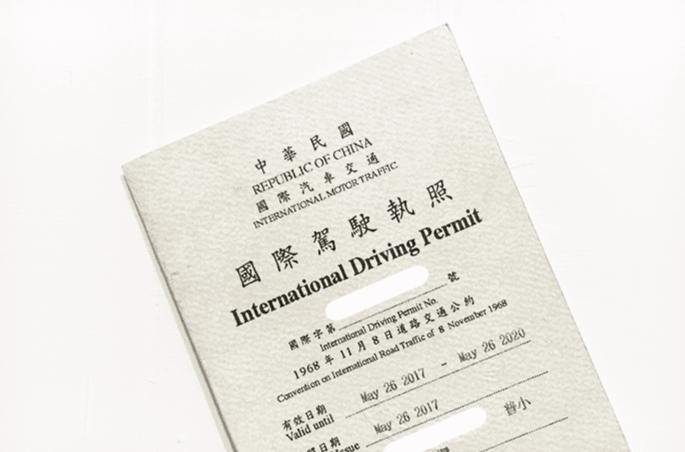 中華民國
REPUBLIC OF CHINA
國際汽車交通
INTERNATIONAL MOTOR TRAFFIC
國際駕駛執照
International Driving Permit
國際字第 號
International Driving Permit No.
1968 年 11 月 8 日道路交通公約
Convention on International Road Traffic of 8 November 1968
有效日期 May 26 2017 - May 26 2020
Valid until
日期 May 26 2017